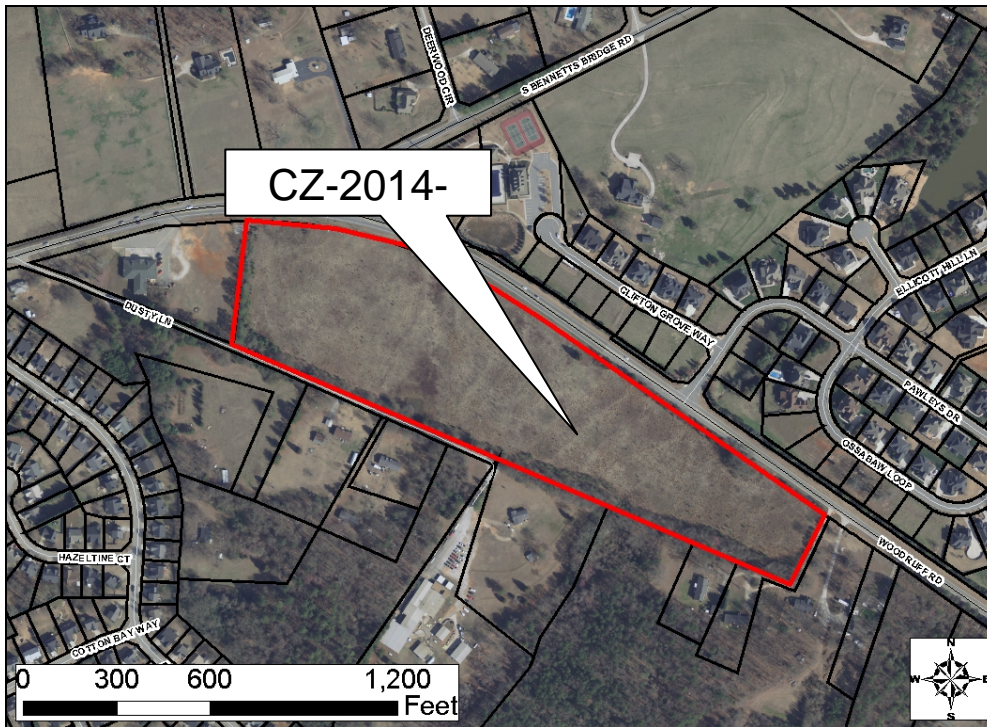 DEERWOOD CIR
S BENNETTS BRIDGE RD
CZ-2014-
ELLICOTT HILL LN
CLIFTON GROVE WAY
DUSTY LN
PAWLEYS DR
OSSABAW LOOP
WOODRUFF RD
HAZELTINE CT
COTTON BAY WAY
0 300 600 1,200
Feet
N
W E
S